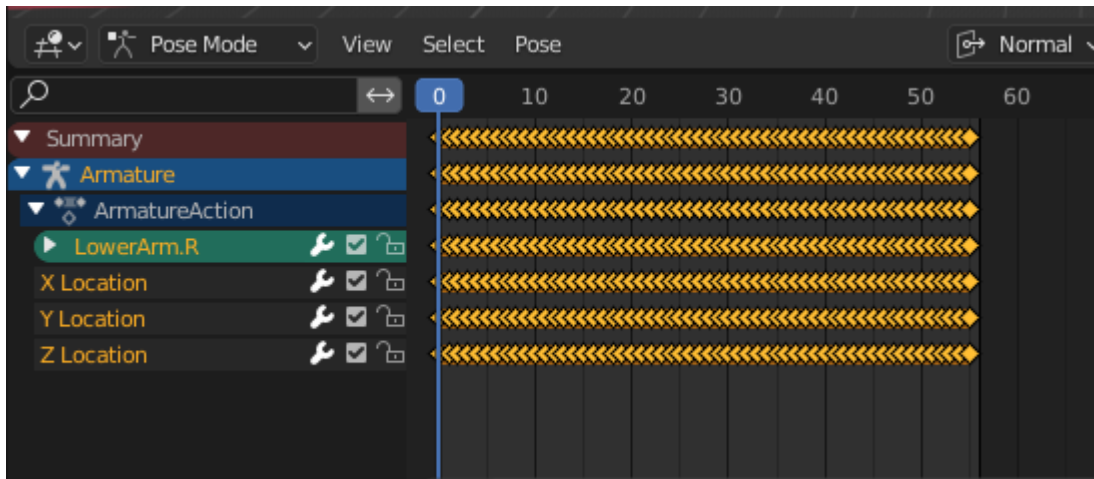 Pose Mode View Select Pose Normal
0 10 20 30 40 50 60
Summary
Armature
ArmatureAction
LowerArm.R
X Location
Y Location
Z Location